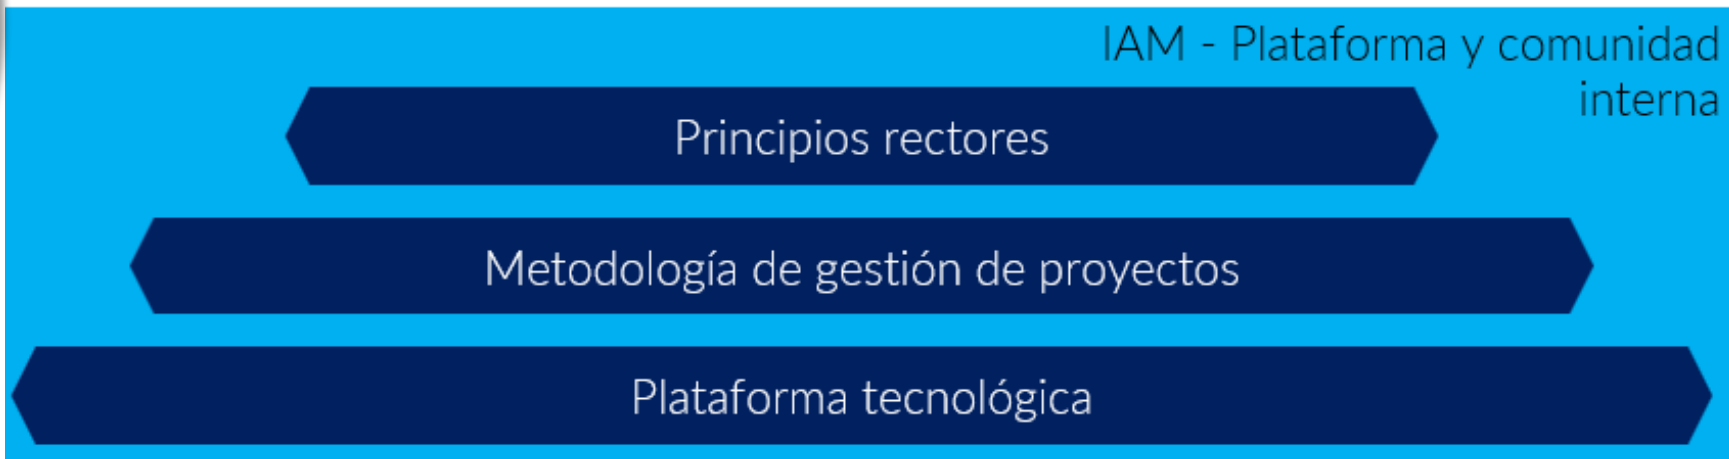 IAM - Plataforma y comunidad
interna
Principios rectores
Metodología de gestión de proyectos
Plataforma tecnológica